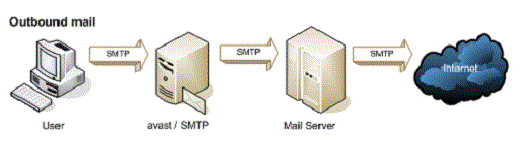 Outbound mail
SMTP
SMTP
SMTP
Internet
User
avast / SMTP
Mail Server